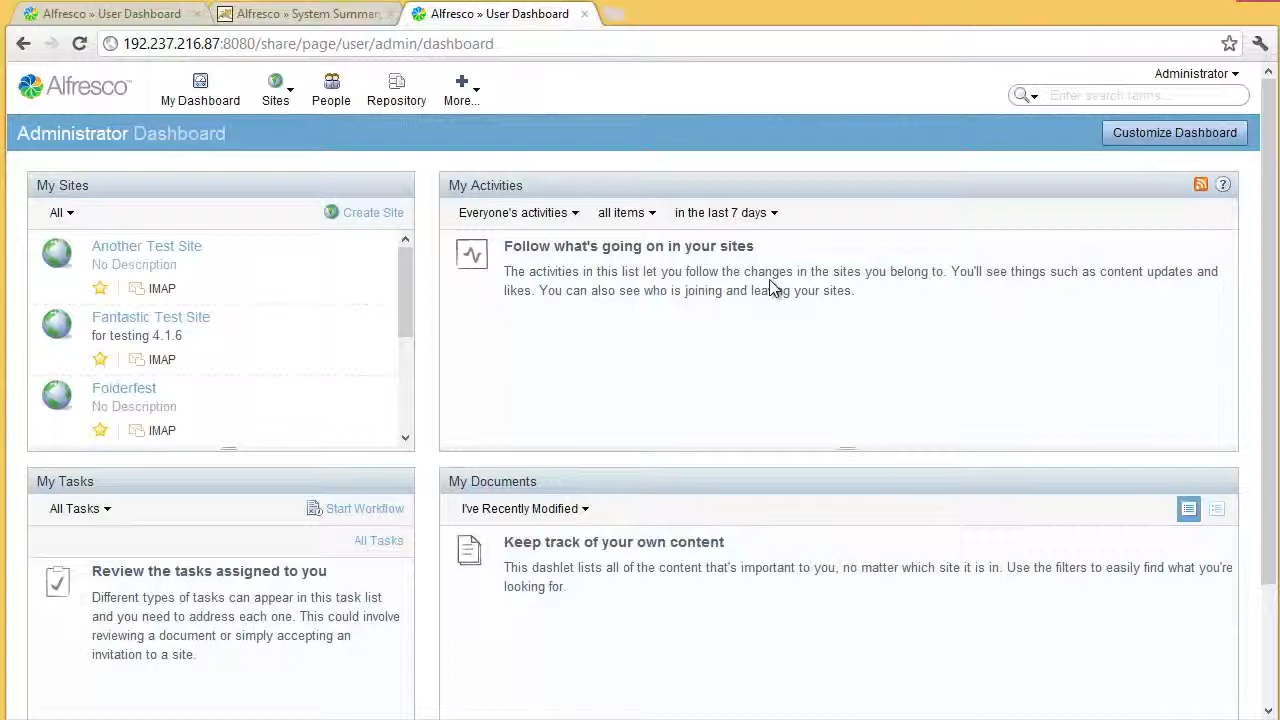 Alfresco » User Dashboard
Alfresco » System Summary
Alfresco » User Dashboard
192.237.216.87:8080/share/page/user/admin/dashboard
Alfresco™
My Dashboard
Sites
People
Repository
More...
Administrator
Enter search terms...
Administrator Dashboard
Customize Dashboard
My Sites
All
Create Site
Another Test Site
No Description
IMAP
Fantastic Test Site
for testing 4.1.6
IMAP
Folderfest
No Description
IMAP
My Activities
Everyone's activities
all items
in the last 7 days
Follow what's going on in your sites
The activities in this list let you follow the changes in the sites you belong to. You'll see things such as content updates and
likes. You can also see who is joining and leaving your sites.
My Tasks
All Tasks
Start Workflow
All Tasks
Review the tasks assigned to you
Different types of tasks can appear in this task list
and you need to address each one. This could involve
reviewing a document or simply accepting an
invitation to a site.
My Documents
I've Recently Modified
Keep track of your own content
This dashlet lists all of the content that's important to you, no matter which site it is in. Use the filters to easily find what you're
looking for.